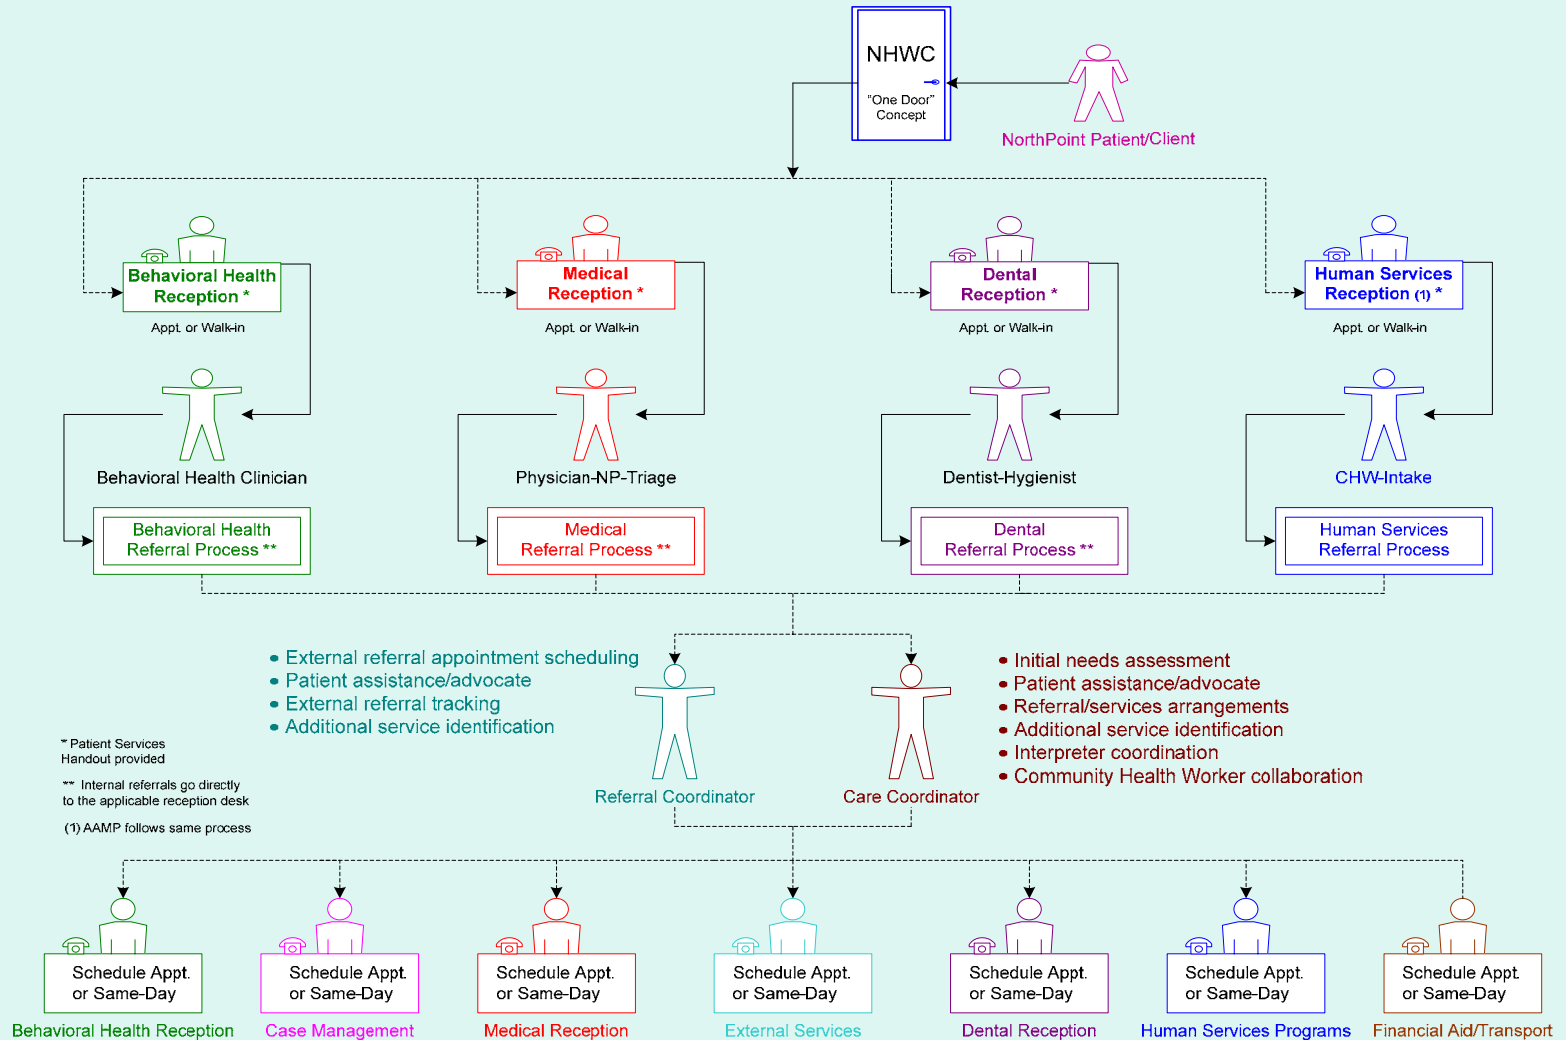 NHWC
"One Door"
Concept
NorthPoint Patient/Client
Behavioral Health
Reception *
Appt. or Walk-in
Medical
Reception *
Appt. or Walk-in
Dental
Reception *
Appt. or Walk-in
Human Services
Reception (1) *
Appt. or Walk-in
Behavioral Health Clinician
Physician-NP-Triage
Dentist-Hygienist
CHW-Intake
Behavioral Health
Referral Process **
Medical
Referral Process **
Dental
Referral Process **
Human Services
Referral Process
• External referral appointment scheduling
• Patient assistance/advocate
• External referral tracking
• Additional service identification
• Initial needs assessment
• Patient assistance/advocate
• Referral/services arrangements
• Additional service identification
• Interpreter coordination
• Community Health Worker collaboration
Referral Coordinator
Care Coordinator
* Patient Services
Handout provided
** Internal referrals go directly
to the applicable reception desk
(1) AAMP follows same process
Schedule Appt.
or Same-Day
Behavioral Health Reception
Schedule Appt.
or Same-Day
Case Management
Schedule Appt.
or Same-Day
Medical Reception
Schedule Appt.
or Same-Day
External Services
Schedule Appt.
or Same-Day
Dental Reception
Schedule Appt.
or Same-Day
Human Services Programs
Schedule Appt.
or Same-Day
Financial Aid/Transport